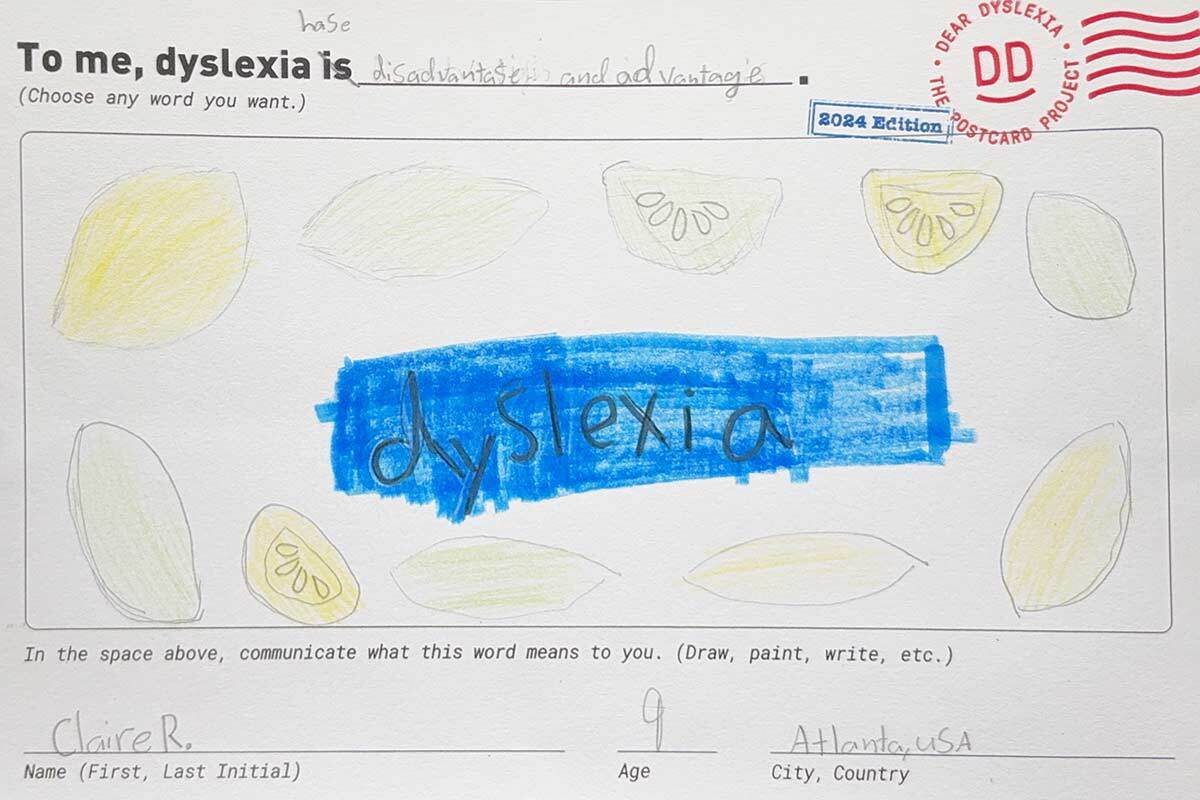 hase
To me, dyslexia is disadvantase and advantage.
(Choose any word you want.)
DEAR DYSLEXIA
DD
THE POSTCARD PROJECT
2024 Edition
dyslexia
In the space above, communicate what this word means to you. (Draw, paint, write, etc.)
Claire R. 9 Atlanta, USA
Name (First, Last Initial) Age City, Country